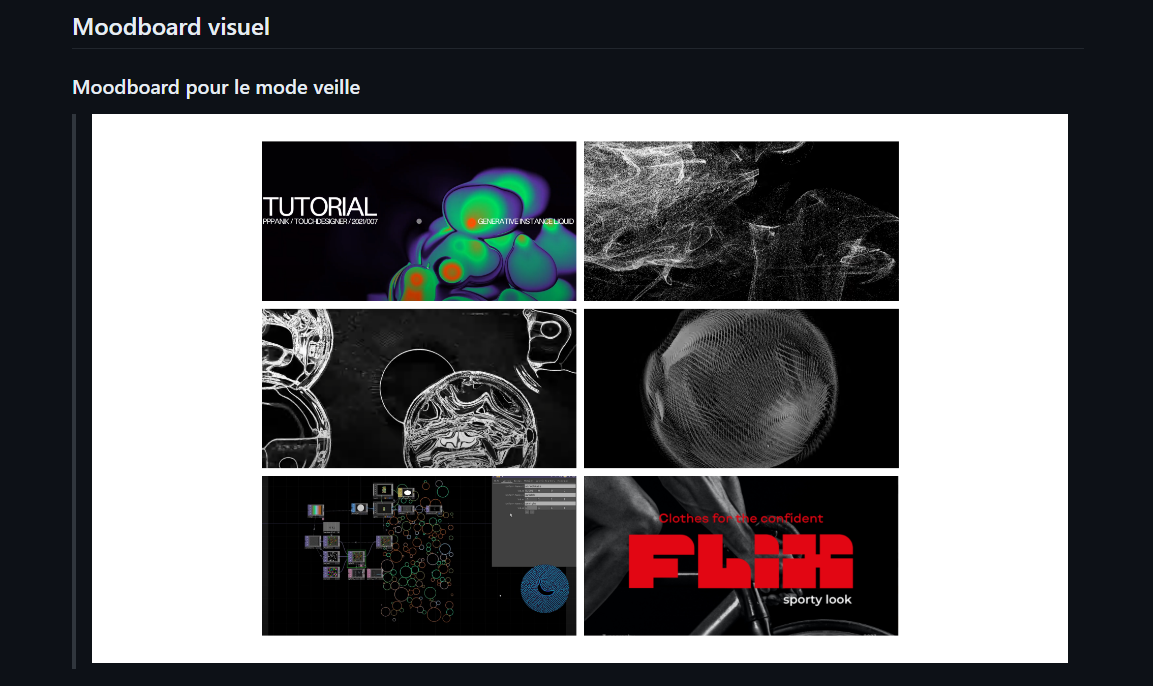 Moodboard visuel
Moodboard pour le mode veille
TUTORIAL
PPPANIK / TOUCHDESIGNER / 2021/007
GENERATIVE INSTANCE LIQUID
Clothes for the confident
FLiX
sporty look